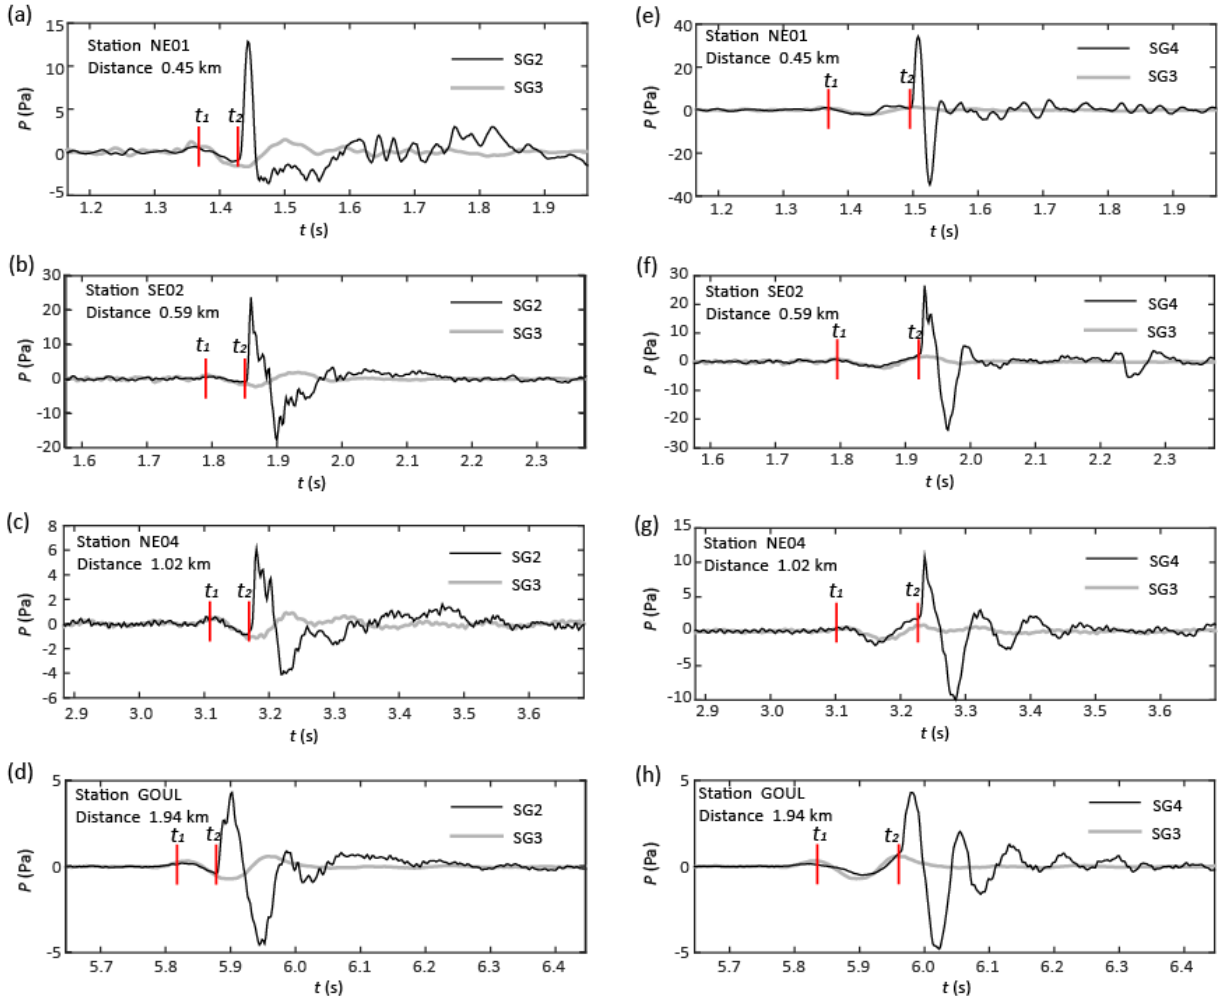 (a)
15
10
5
0
-5
P (Pa)
Station NE01
Distance 0.45 km
t₁
t₂
SG2
SG3
1.2 1.3 1.4 1.5 1.6 1.7 1.8 1.9
t (s)
(e)
40
20
0
-20
-40
P (Pa)
Station NE01
Distance 0.45 km
t₁
t₂
SG4
SG3
1.2 1.3 1.4 1.5 1.6 1.7 1.8 1.9
t (s)
(b)
30
20
10
0
-10
-20
P (Pa)
Station SE02
Distance 0.59 km
t₁
t₂
SG2
SG3
1.6 1.7 1.8 1.9 2.0 2.1 2.2 2.3
t (s)
(f)
30
20
10
0
-10
-20
-30
P (Pa)
Station SE02
Distance 0.59 km
t₁
t₂
SG4
SG3
1.6 1.7 1.8 1.9 2.0 2.1 2.2 2.3
t (s)
(c)
8
6
4
2
0
-2
-4
-6
P (Pa)
Station NE04
Distance 1.02 km
t₁
t₂
SG2
SG3
2.9 3.0 3.1 3.2 3.3 3.4 3.5 3.6
t (s)
(g)
15
10
5
0
-5
-10
P (Pa)
Station NE04
Distance 1.02 km
t₁
t₂
SG4
SG3
2.9 3.0 3.1 3.2 3.3 3.4 3.5 3.6
t (s)
(d)
5
0
-5
P (Pa)
Station GOUL
Distance 1.94 km
t₁
t₂
SG2
SG3
5.7 5.8 5.9 6.0 6.1 6.2 6.3 6.4
t (s)
(h)
5
0
-5
P (Pa)
Station GOUL
Distance 1.94 km
t₁
t₂
SG4
SG3
5.7 5.8 5.9 6.0 6.1 6.2 6.3 6.4
t (s)